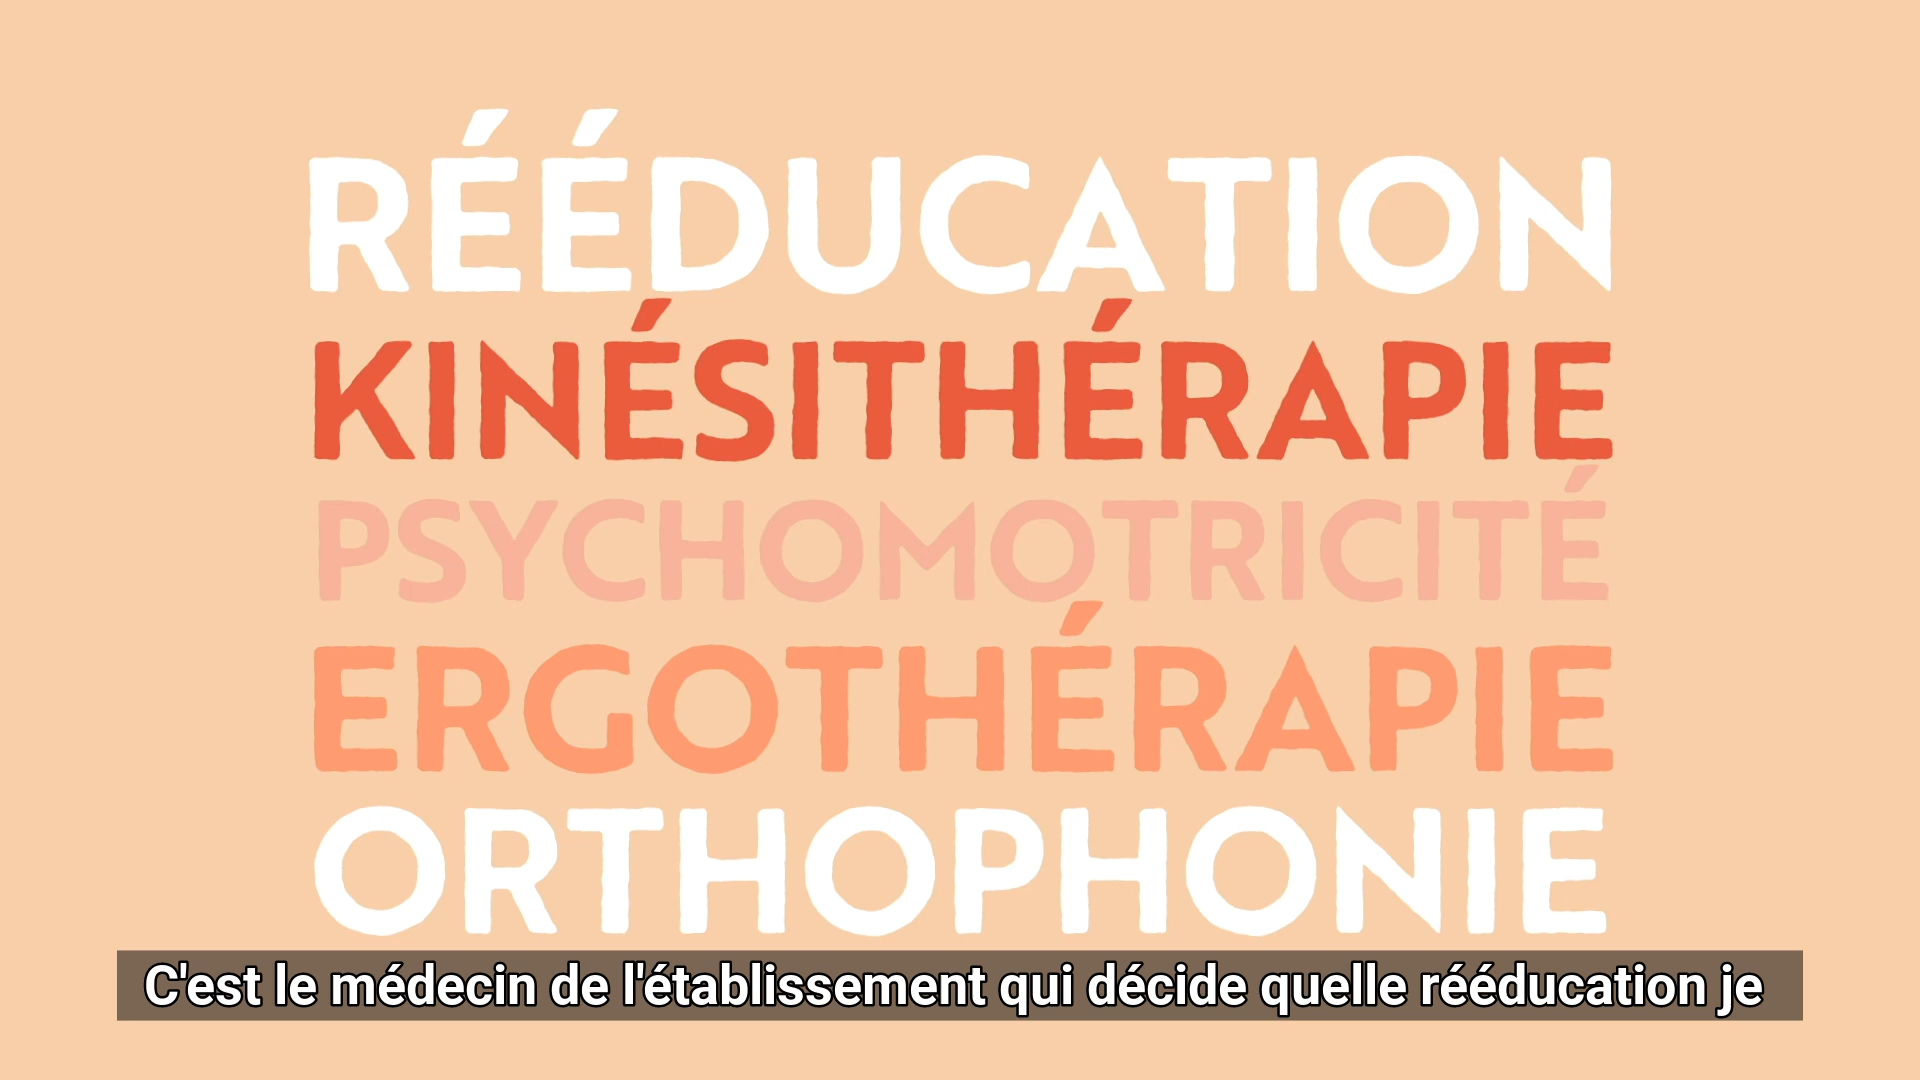 RÉÉDUCATION
KINÉSITHÉRAPIE
PSYCHOMOTRICITÉ
ERGOTHÉRAPIE
ORTHOPHONIE
C'est le médecin de l'établissement qui décide quelle rééducation je